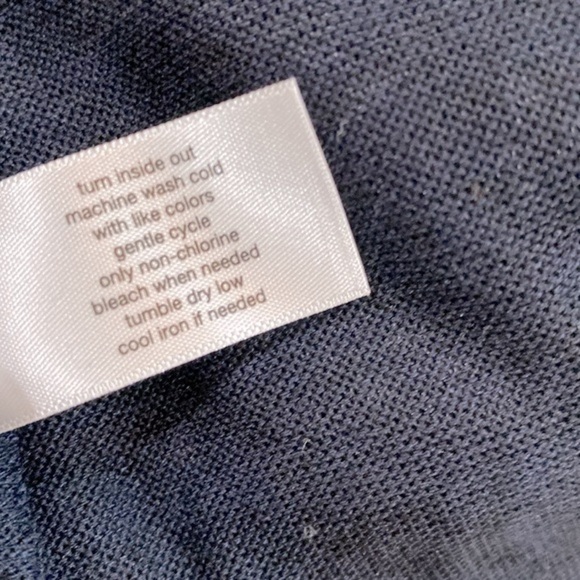 turn inside out
machine wash cold
with like colors
gentle cycle
only non-chlorine
bleach when needed
tumble dry low
cool iron if needed